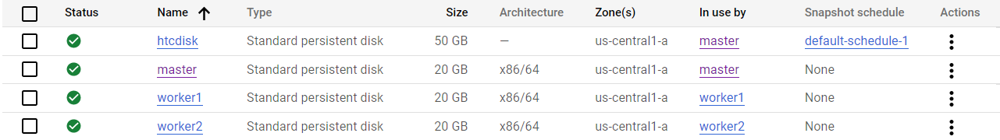 Status Name Type Size Architecture Zone(s) In use by Snapshot schedule Actions
htcdisk Standard persistent disk 50 GB — us-central1-a master default-schedule-1
master Standard persistent disk 20 GB x86/64 us-central1-a master None
worker1 Standard persistent disk 20 GB x86/64 us-central1-a worker1 None
worker2 Standard persistent disk 20 GB x86/64 us-central1-a worker2 None